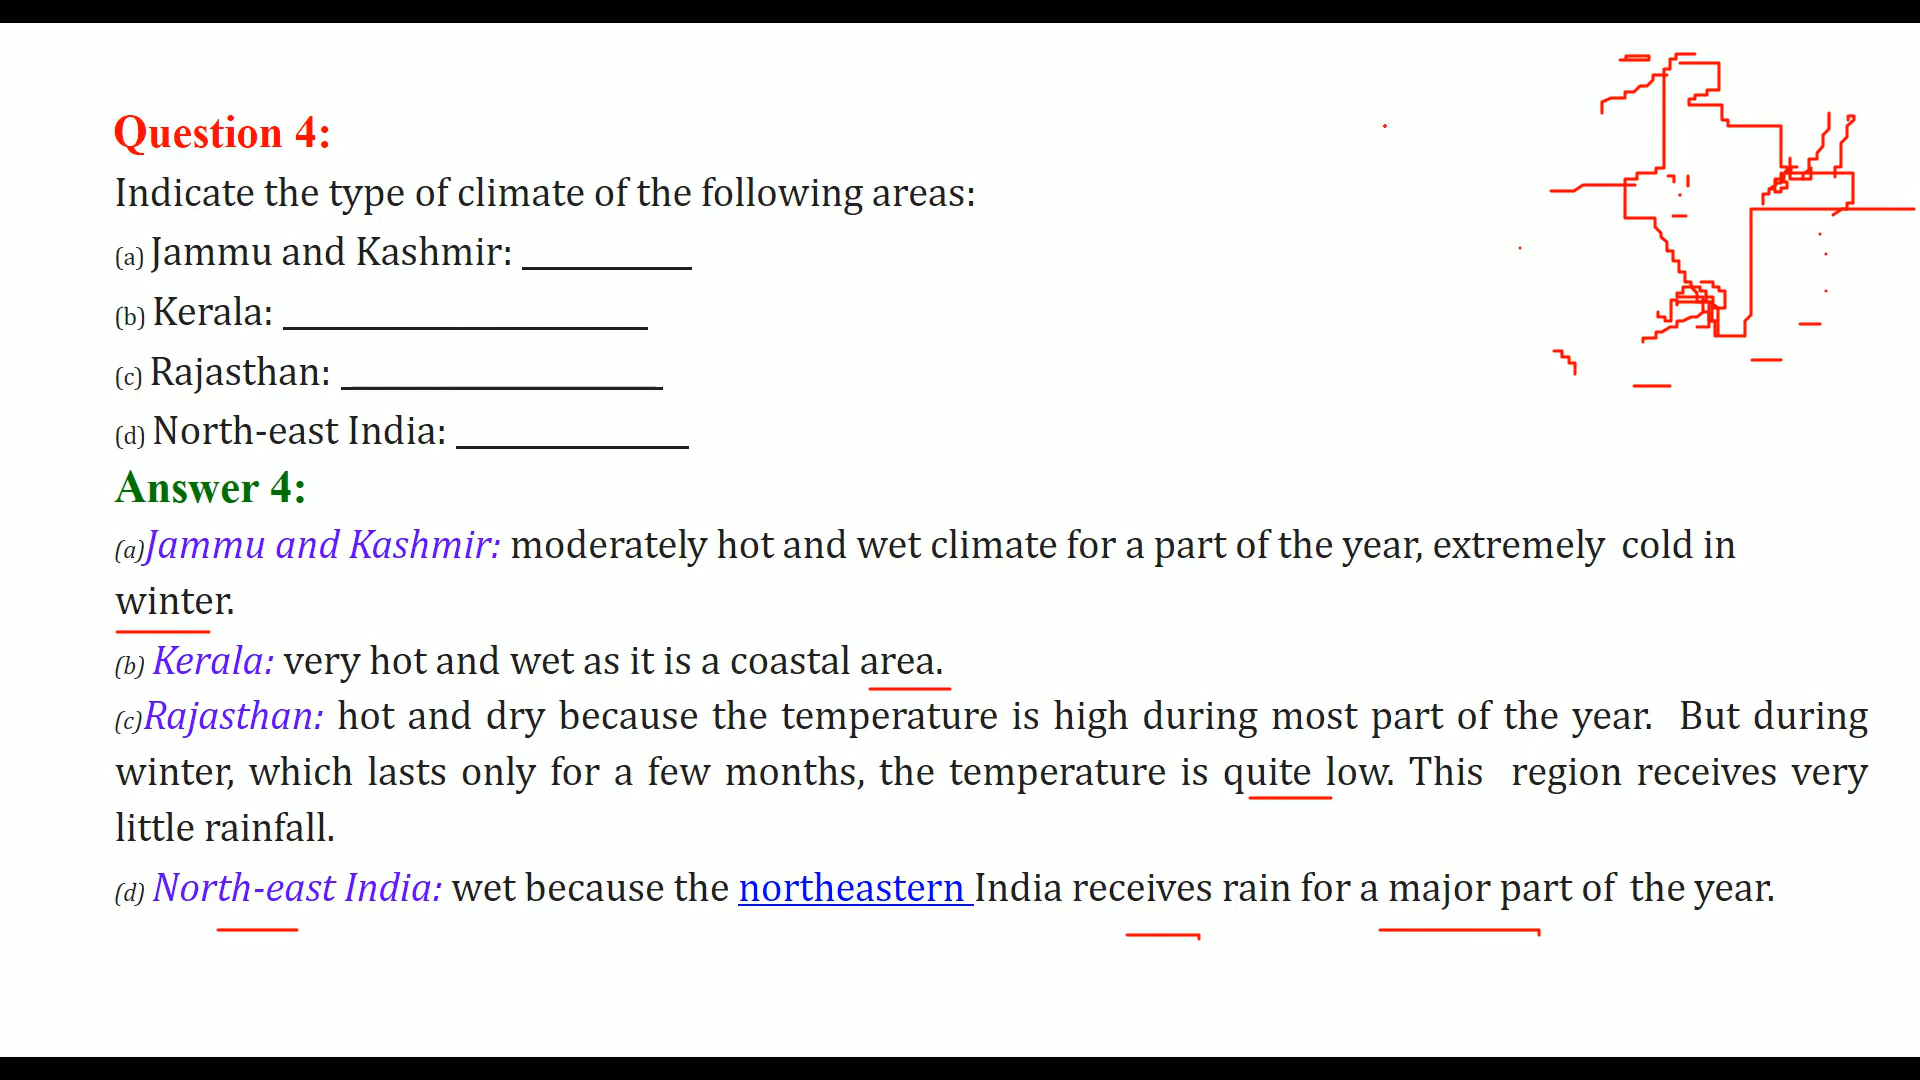 Question 4:
Indicate the type of climate of the following areas:
(a) Jammu and Kashmir: ________
(b) Kerala: _________________
(c) Rajasthan: _______________
(d) North-east India: ___________
Answer 4:
(a)Jammu and Kashmir: moderately hot and wet climate for a part of the year, extremely cold in
winter.
(b) Kerala: very hot and wet as it is a coastal area.
(c)Rajasthan: hot and dry because the temperature is high during most part of the year. But during
winter, which lasts only for a few months, the temperature is quite low. This region receives very
little rainfall.
(d) North-east India: wet because the northeastern India receives rain for a major part of the year.